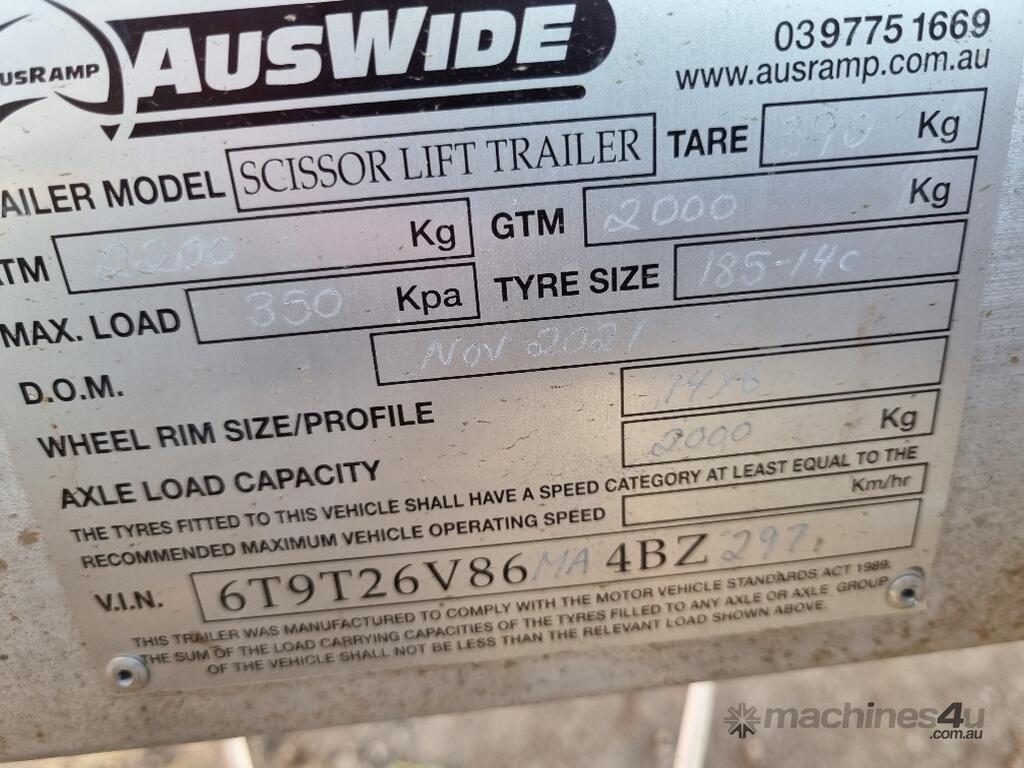 AUSWIDE
USRAMP
03 9775 1669
www.ausramp.com.au
AILER MODEL SCISSOR LIFT TRAILER TARE 390 Kg
TM 2200 Kg GTM 2000 Kg
MAX. LOAD 350 Kpa TYRE SIZE 185-14c
D.O.M. Nov 2021
WHEEL RIM SIZE/PROFILE 14x6
AXLE LOAD CAPACITY 2000 Kg
THE TYRES FITTED TO THIS VEHICLE SHALL HAVE A SPEED CATEGORY AT LEAST EQUAL TO THE
RECOMMENDED MAXIMUM VEHICLE OPERATING SPEED Km/hr
V.I.N. 6T9T26V86MA4BZ297
THIS TRAILER WAS MANUFACTURED TO COMPLY WITH THE MOTOR VEHICLE STANDARDS ACT 1989.
THE SUM OF THE LOAD CARRYING CAPACITIES OF THE TYRES FILLED TO ANY AXLE OR AXLE GROUP
OF THE VEHICLE SHALL NOT BE LESS THAN THE RELEVANT LOAD SHOWN ABOVE.
machines4u
.com.au